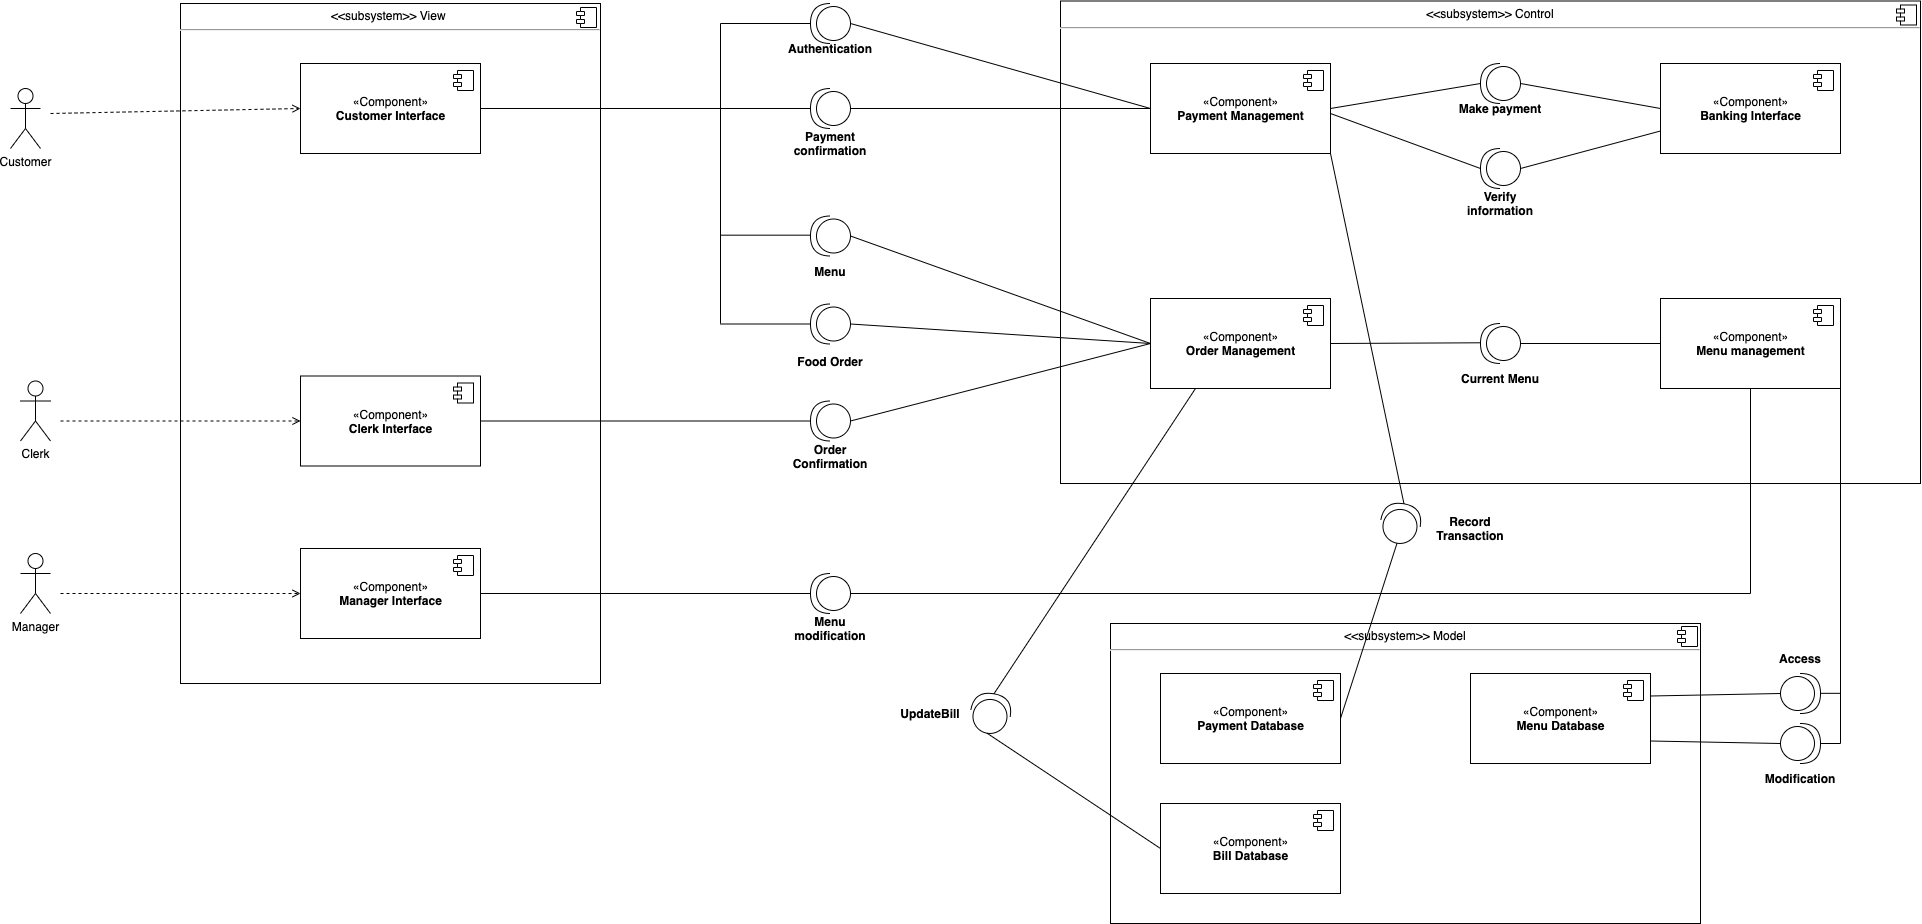 <<subsystem>> View
<<subsystem>> Control
Authentication
«Component»
Customer Interface
Customer
Payment
confirmation
«Component»
Payment Management
Make payment
Verify
information
«Component»
Banking Interface
Menu
Food Order
«Component»
Order Management
Current Menu
«Component»
Menu management
«Component»
Clerk Interface
Clerk
Order
Confirmation
Record
Transaction
«Component»
Manager Interface
Manager
Menu
modification
<<subsystem>> Model
UpdateBill
«Component»
Payment Database
«Component»
Menu Database
Access
Modification
«Component»
Bill Database